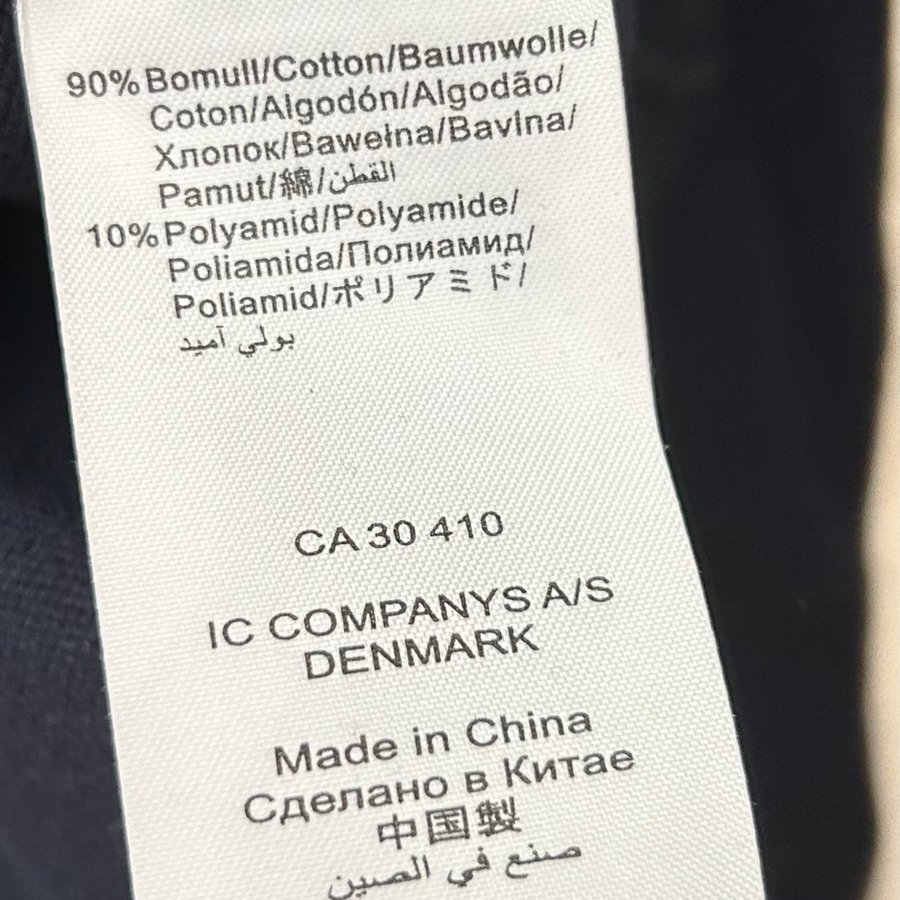 90% Bomull/Cotton/Baumwolle/
Coton/Algodón/Algodão/
Хлопок/Bawełna/Bavlna/
Pamut/綿/القطن
10% Polyamid/Polyamide/
Poliamida/Полиамид/
Poliamid/ポリアミド/
بولي آميد
CA 30 410
IC COMPANYS A/S
DENMARK
Made in China
Сделано в Китае
中国製
صنع في الصين